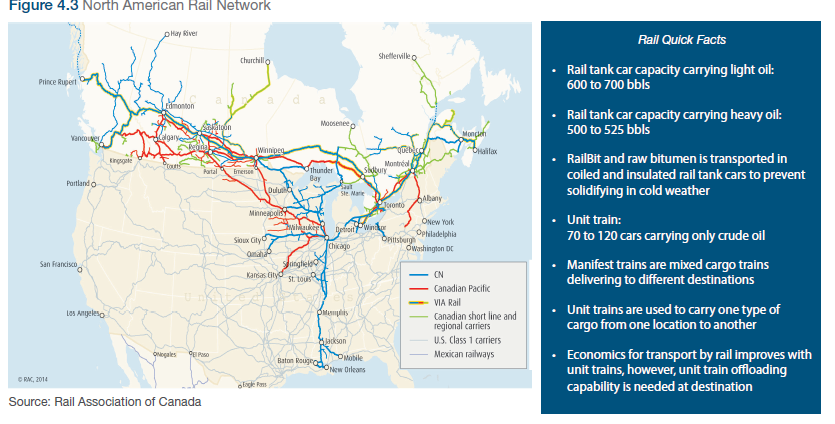 Figure 4.3 North American Rail Network
Hay River
Churchill
Schefferville
Prince Rupert
Edmonton
Canada
Moosonee
Saskatoon
Vancouver
Calgary
Regina
Winnipeg
Québec
Moncton
Halifax
Kingsgate
Coutts
Portal
Emerson
Thunder
Bay
Sudbury
Montréal
Sault
Ste. Marie
Portland
Duluth
Toronto
Albany
Minneapolis
Milwaukee
Detroit
Windsor
New York
Philadelphia
Pittsburgh
Washington DC
Sioux City
Chicago
Omaha
San Francisco
Springfield
Kansas City
St. Louis
Los Angeles
Memphis
Nogales
El Paso
Jackson
Baton Rouge
Mobile
New Orleans
Eagle Pass
CN
Canadian Pacific
VIA Rail
Canadian short line and
regional carriers
U.S. Class 1 carriers
Mexican railways
© RAC, 2014
Source: Rail Association of Canada
Rail Quick Facts
• Rail tank car capacity carrying light oil:
600 to 700 bbls
• Rail tank car capacity carrying heavy oil:
500 to 525 bbls
• RailBit and raw bitumen is transported in
coiled and insulated rail tank cars to prevent
solidifying in cold weather
• Unit train:
70 to 120 cars carrying only crude oil
• Manifest trains are mixed cargo trains
delivering to different destinations
• Unit trains are used to carry one type of
cargo from one location to another
• Economics for transport by rail improves with
unit trains, however, unit train offloading
capability is needed at destination